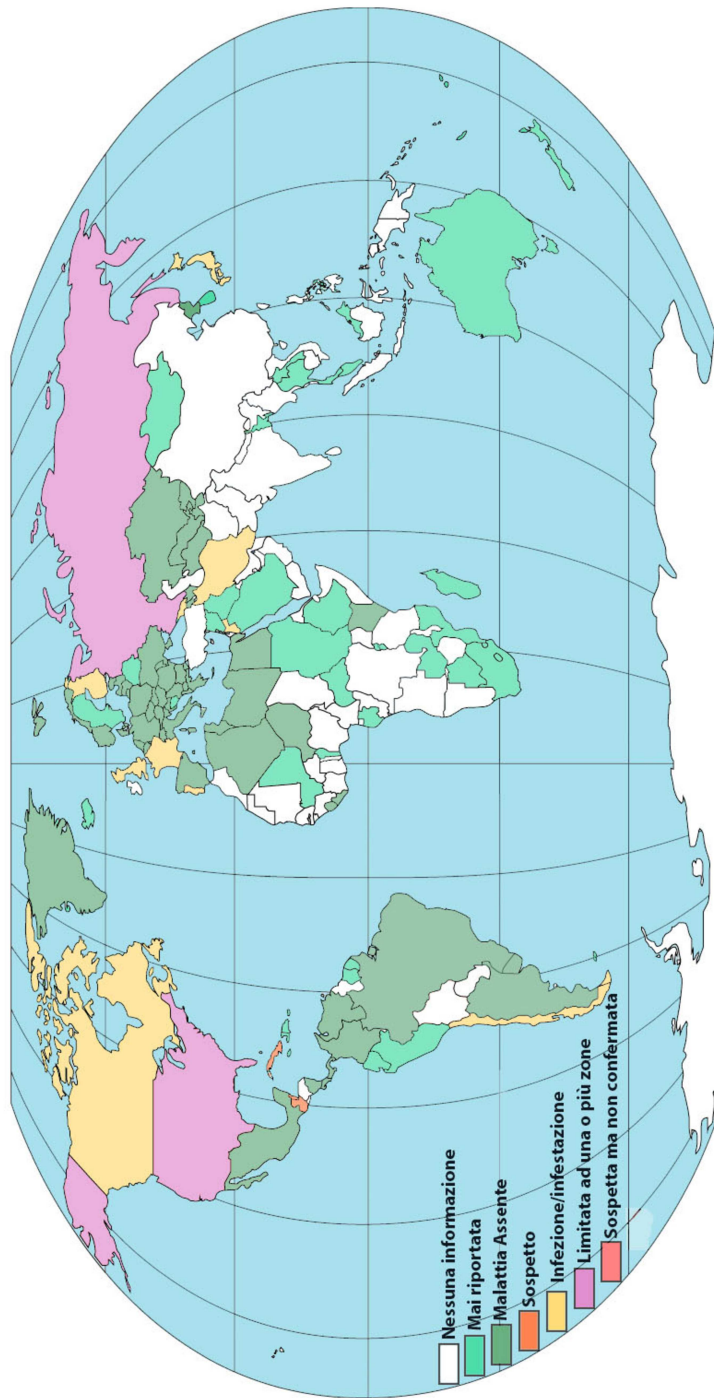 Nessuna informazione
Mai riportata
Malattia Assente
Sospetto
Infezione/infestazione
Limitata ad una o più zone
Sospetta ma non confermata